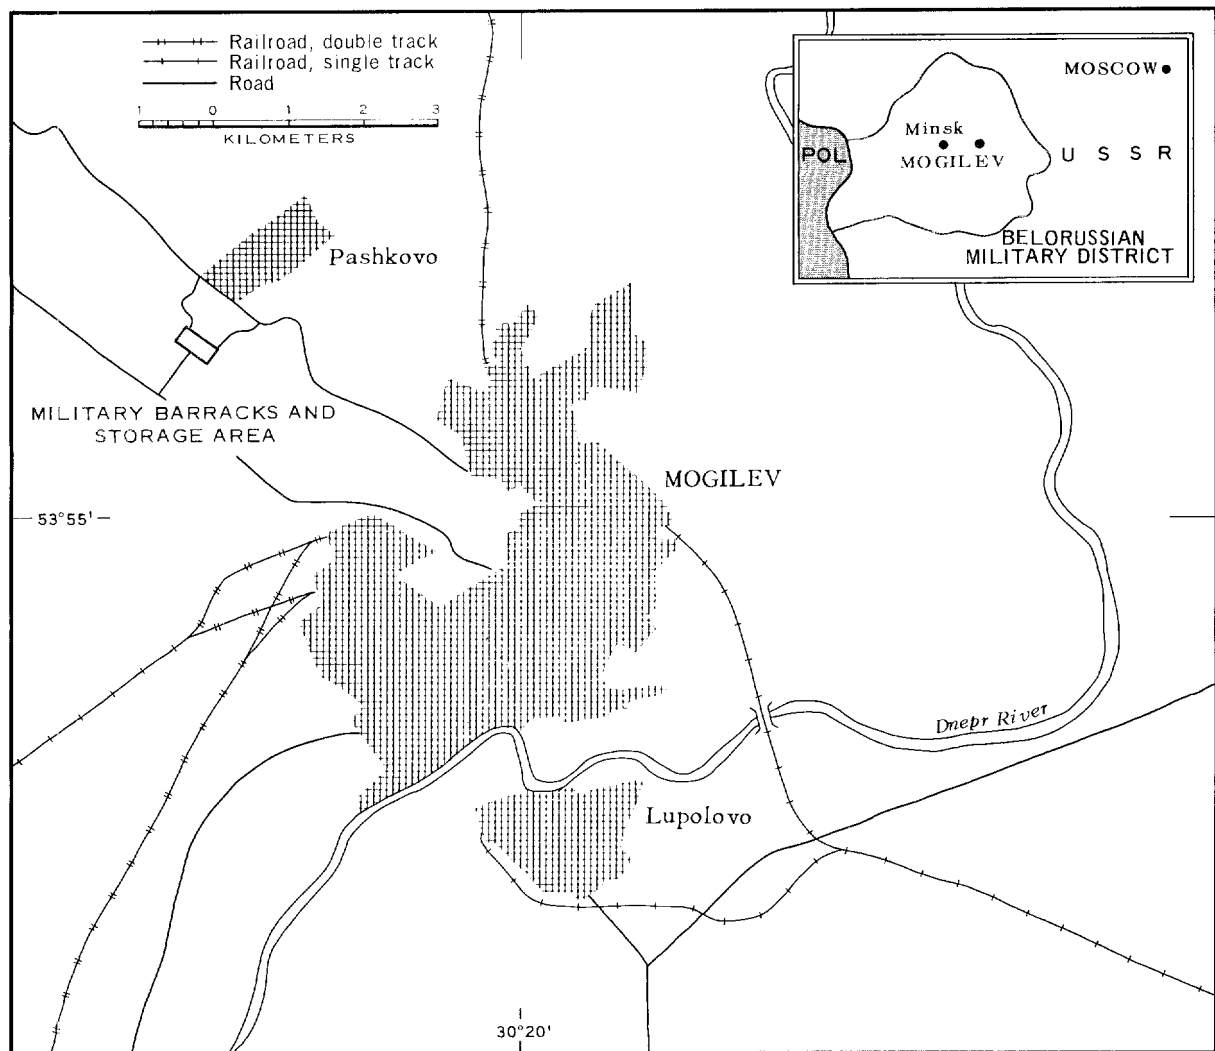 Railroad, double track
Railroad, single track
Road
1 0 1 2 3
KILOMETERS
MOSCOW
Minsk
POL
MOGILEV
U S S R
BELORUSSIAN
MILITARY DISTRICT
Pashkovo
MILITARY BARRACKS AND
STORAGE AREA
MOGILEV
53°55'
Dnepr River
Lupolovo
30°20'